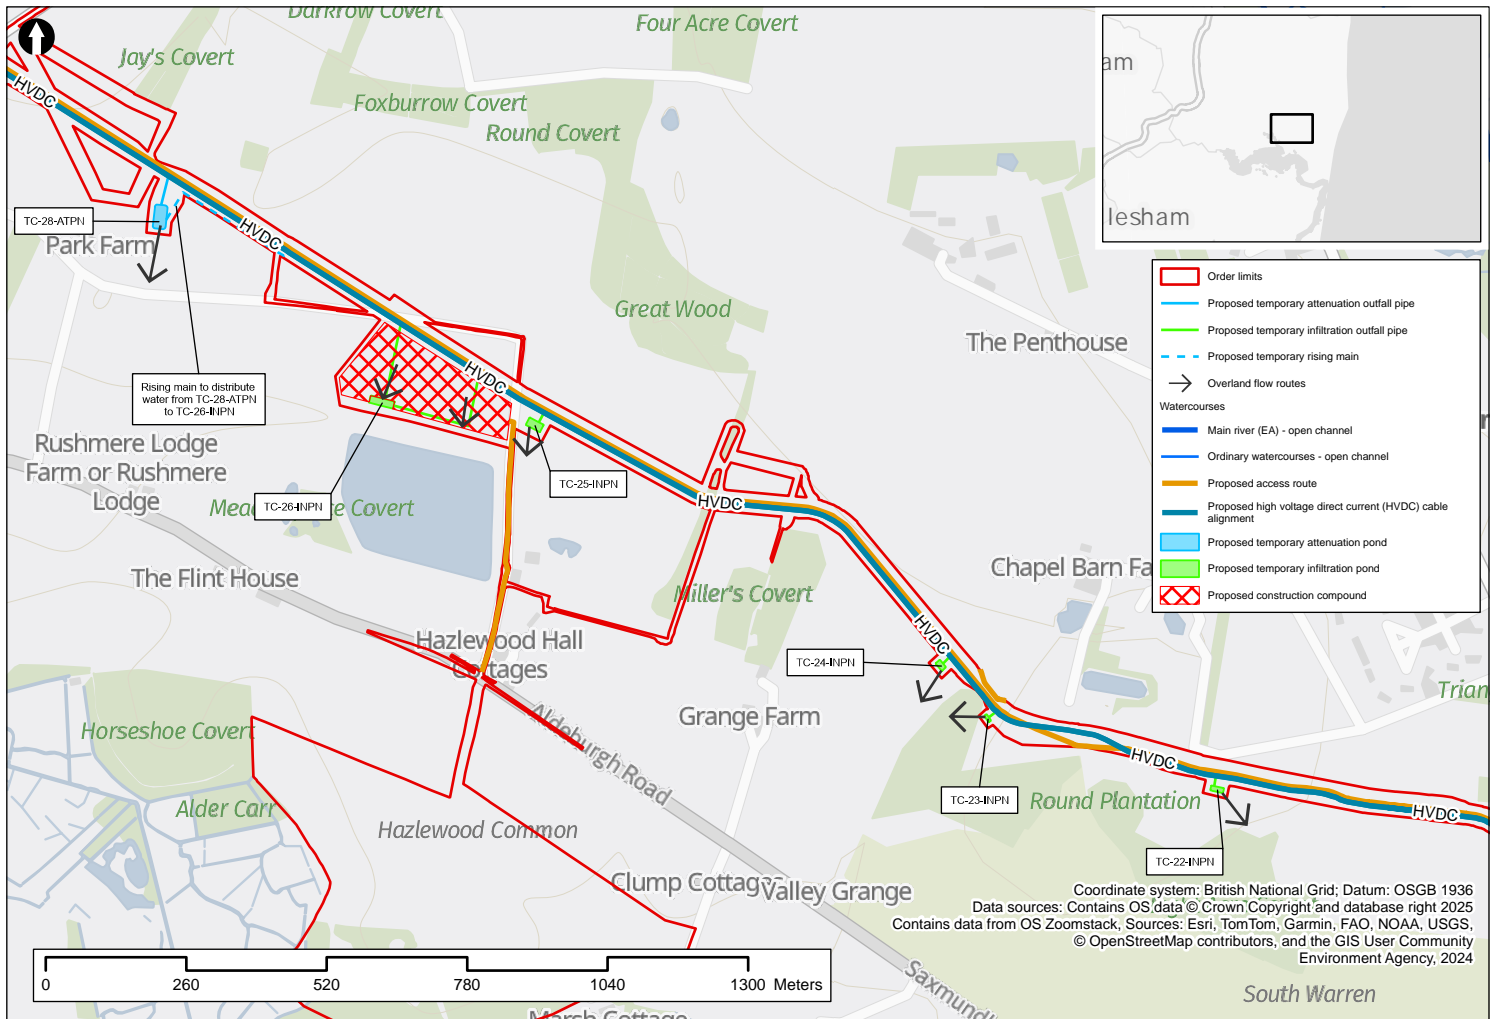 Darkrow Covert
Four Acre Covert
Jay's Covert
Foxburrow Covert
Round Covert
HVDC
am
lesham
TC-28-ATPN
Park Farm
HVDC
Great Wood
The Penthouse
Order limits
Proposed temporary attenuation outfall pipe
Proposed temporary infiltration outfall pipe
Proposed temporary rising main
Overland flow routes
Watercourses
Main river (EA) - open channel
Ordinary watercourses - open channel
Proposed access route
Proposed high voltage direct current (HVDC) cable
alignment
Proposed temporary attenuation pond
Proposed temporary infiltration pond
Proposed construction compound
Rising main to distribute
water from TC-28-ATPN
to TC-26-INPN
HVDC
Rushmere Lodge
Farm or Rushmere
Lodge
TC-25-INPN
TC-26-INPN
Covert
HVDC
The Flint House
Miller's Covert
Chapel Barn Fa
HVDC
Hazlewood Hall
Cottages
TC-24-INPN
Trian
Grange Farm
Aldeburgh Road
Horseshoe Covert
HVDC
TC-23-INPN
Round Plantation
Alder Carr
Hazlewood Common
HVDC
TC-22-INPN
Clump Cottages
Valley Grange
Coordinate system: British National Grid; Datum: OSGB 1936
Data sources: Contains OS data © Crown Copyright and database right 2025
Contains data from OS Zoomstack, Sources: Esri, TomTom, Garmin, FAO, NOAA, USGS,
© OpenStreetMap contributors, and the GIS User Community
Environment Agency, 2024
0 260 520 780 1040 1300 Meters
Saxmund
South Warren
Marsh Cottage